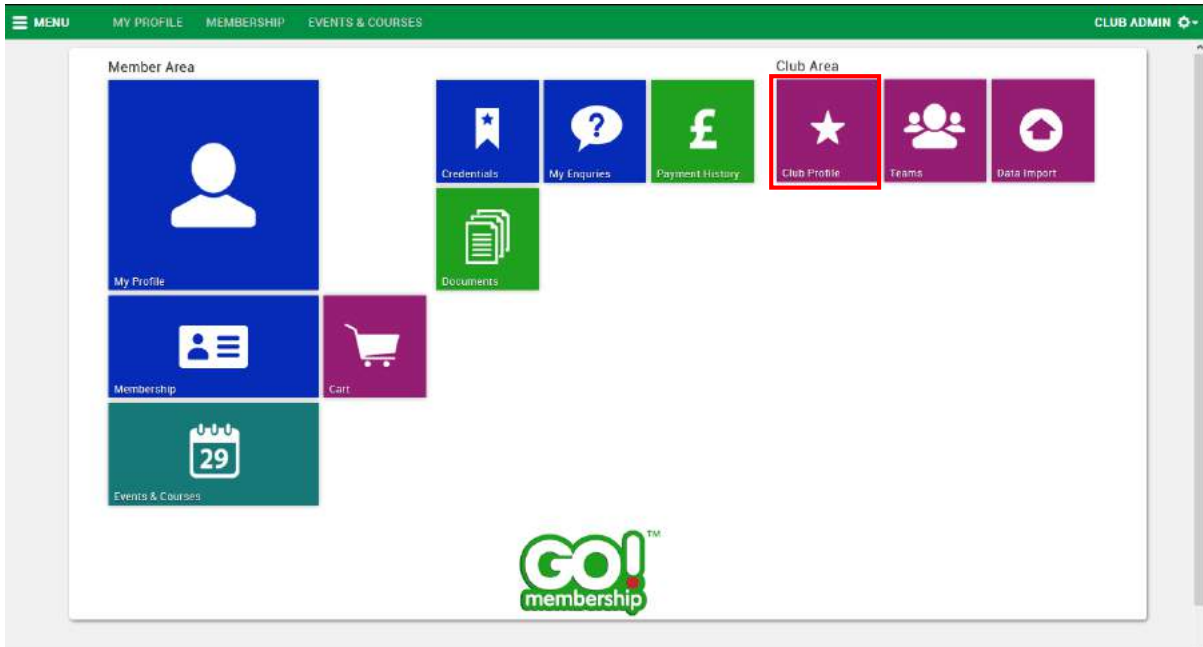 MENU MY PROFILE MEMBERSHIP EVENTS & COURSES CLUB ADMIN
Member Area
Club Area
My Profile
Credentials
My Enquries
Payment History
Club Profile
Teams
Data Import
Documents
Membership
Cart
29
Events & Courses
GO! TM
membership